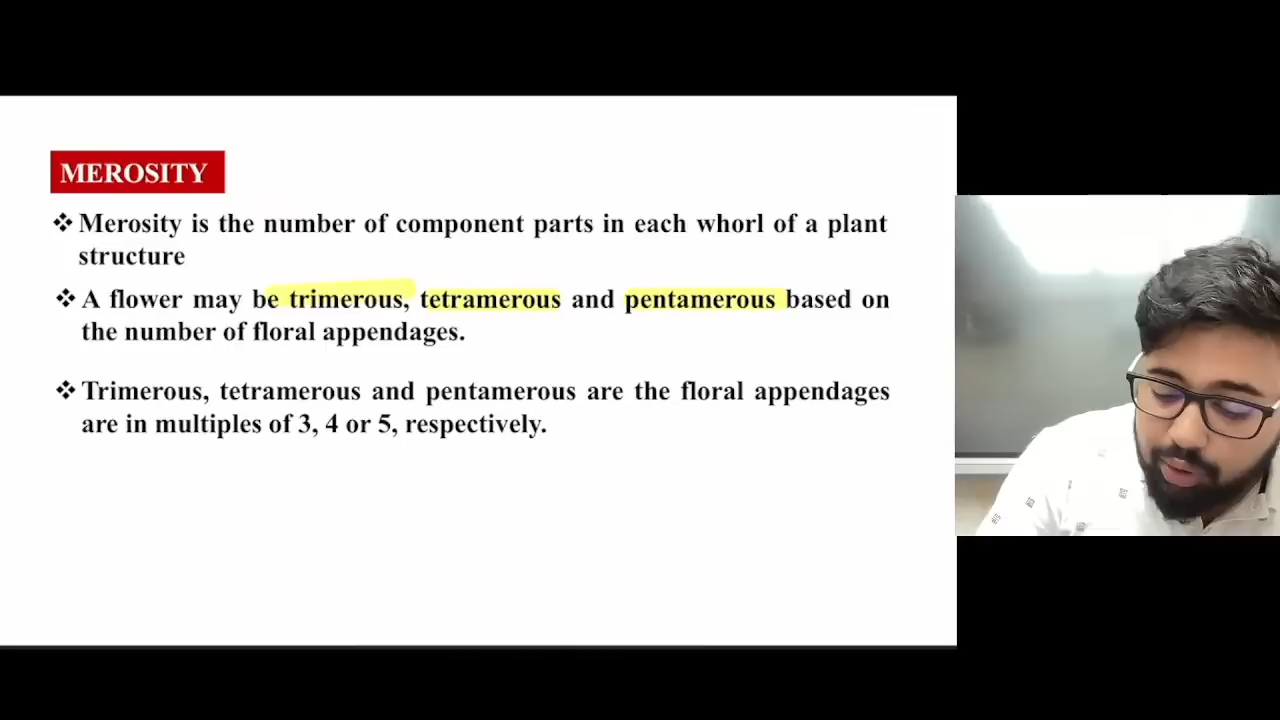 MEROSITY
❖ Merosity is the number of component parts in each whorl of a plant
structure
❖ A flower may be trimerous, tetramerous and pentamerous based on
the number of floral appendages.
❖ Trimerous, tetramerous and pentamerous are the floral appendages
are in multiples of 3, 4 or 5, respectively.